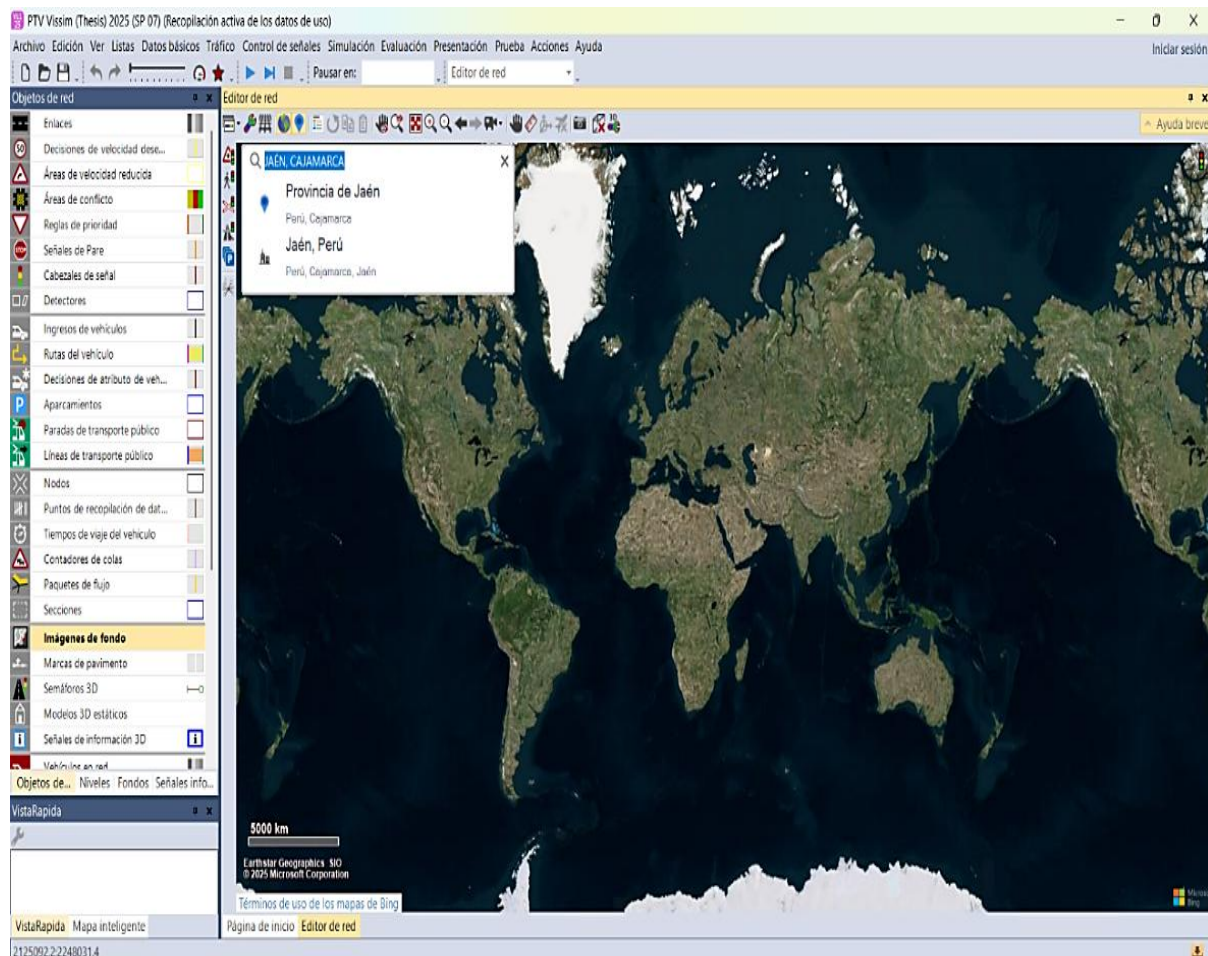 PTV Vissim (Thesis) 2025 (SP 07) (Recopilación activa de los datos de uso)
Archivo Edición Ver Listas Datos básicos Tráfico Control de señales Simulación Evaluación Presentación Prueba Acciones Ayuda
Iniciar sesión
Pausar en:
Editor de red
Objetos de red
Enlaces
Decisiones de velocidad dese...
Áreas de velocidad reducida
Áreas de conflicto
Reglas de prioridad
Señales de Pare
Cabezales de señal
Detectores
Ingresos de vehículos
Rutas del vehículo
Decisiones de atributo de veh...
Aparcamientos
Paradas de transporte público
Líneas de transporte público
Nodos
Puntos de recopilación de dat...
Tiempos de viaje del vehículo
Contadores de colas
Paquetes de flujo
Secciones
Imágenes de fondo
Marcas de pavimento
Semáforos 3D
Modelos 3D estáticos
Señales de información 3D
Vehículos en red
Objetos de... Niveles Fondos Señales info...
VistaRapida
VistaRapida Mapa inteligente
2125092.2:2248031.4
Editor de red
Ayuda breve
JAÉN, CAJAMARCA
Provincia de Jaén
Perú, Cajamarca
Jaén, Perú
Perú, Cajamarca, Jaén
5000 km
Earthstar Geographics SIO
© 2025 Microsoft Corporation
Términos de uso de los mapas de Bing
Bing
Página de inicio Editor de red